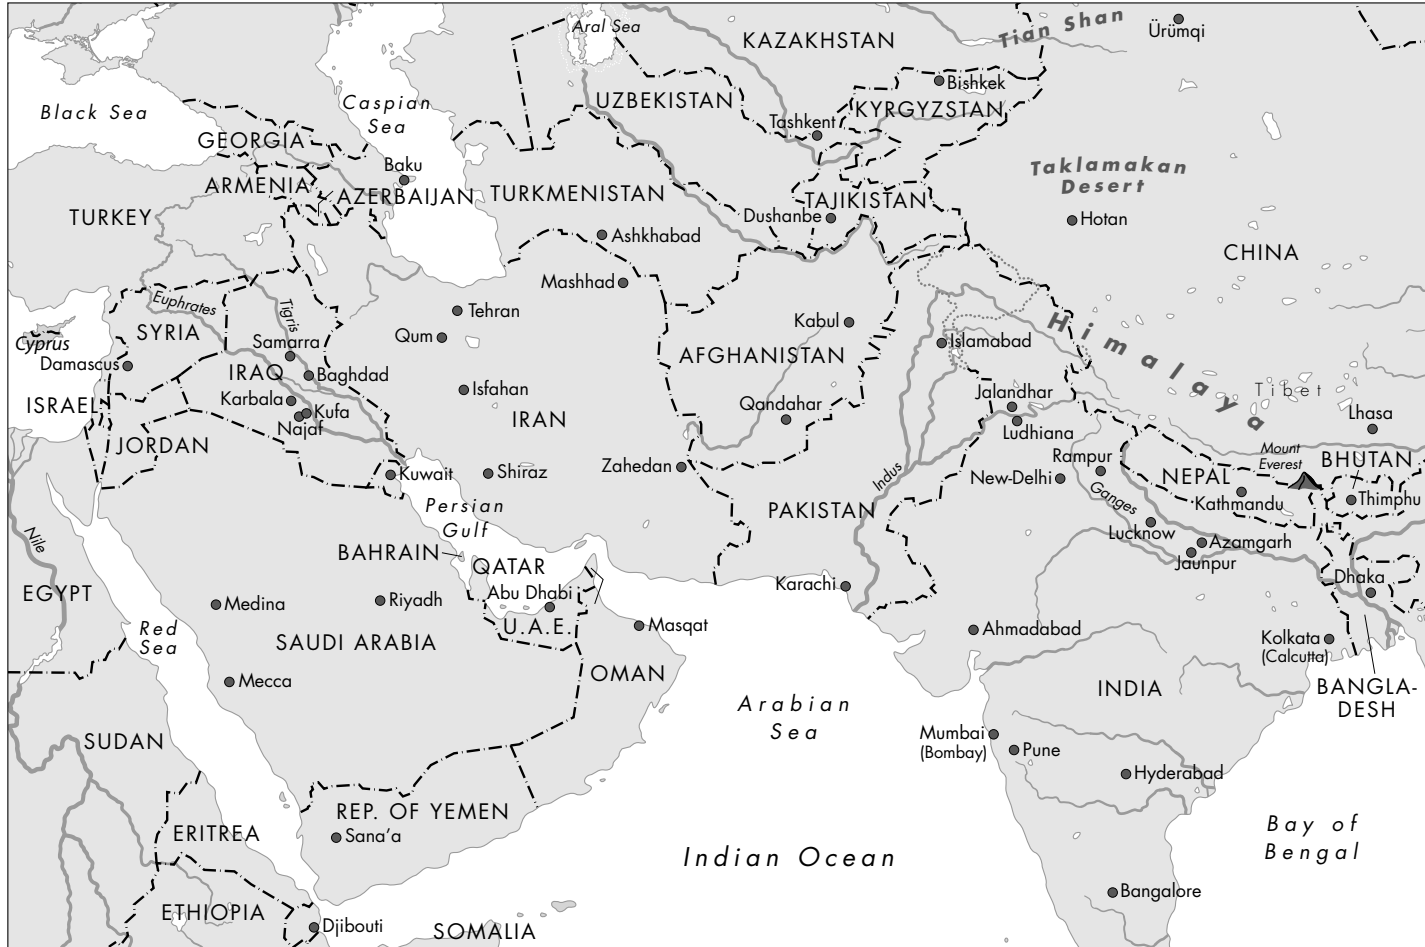 Aral Sea
KAZAKHSTAN
Tian Shan
Ürümqi
Black Sea
Caspian
Sea
UZBEKISTAN
Bishkek
KYRGYZSTAN
Tashkent
GEORGIA
Baku
ARMENIA
AZERBAIJAN
TURKMENISTAN
TAJIKISTAN
Dushanbe
Taklamakan
Desert
Hotan
TURKEY
Ashkhabad
CHINA
Mashhad
Euphrates
Tigris
Tehran
Qum
Kabul
Islamabad
Himalaya
SYRIA
Cyprus
Damascus
Samarra
IRAQ
Baghdad
AFGHANISTAN
Isfahan
Karbala
Kufa
Najaf
IRAN
Qandahar
Jalandhar
Ludhiana
Tibet
Lhasa
ISRAEL
JORDAN
Kuwait
Shiraz
Zahedan
Indus
Rampur
New-Delhi
Mount
Everest
BHUTAN
NEPAL
Kathmandu
Thimphu
Ganges
Persian
Gulf
PAKISTAN
Lucknow
Azamgarh
Jaunpur
Nile
BAHRAIN
QATAR
Abu Dhabi
Karachi
Dhaka
EGYPT
Medina
Riyadh
U.A.E.
Masqat
Ahmadabad
Kolkata
(Calcutta)
Red
Sea
SAUDI ARABIA
Mecca
OMAN
INDIA
BANGLA-
DESH
Arabian
Sea
SUDAN
Mumbai
(Bombay)
Pune
Hyderabad
REP. OF YEMEN
Sana’a
ERITREA
Indian Ocean
Bay of
Bengal
Bangalore
ETHIOPIA
Djibouti
SOMALIA